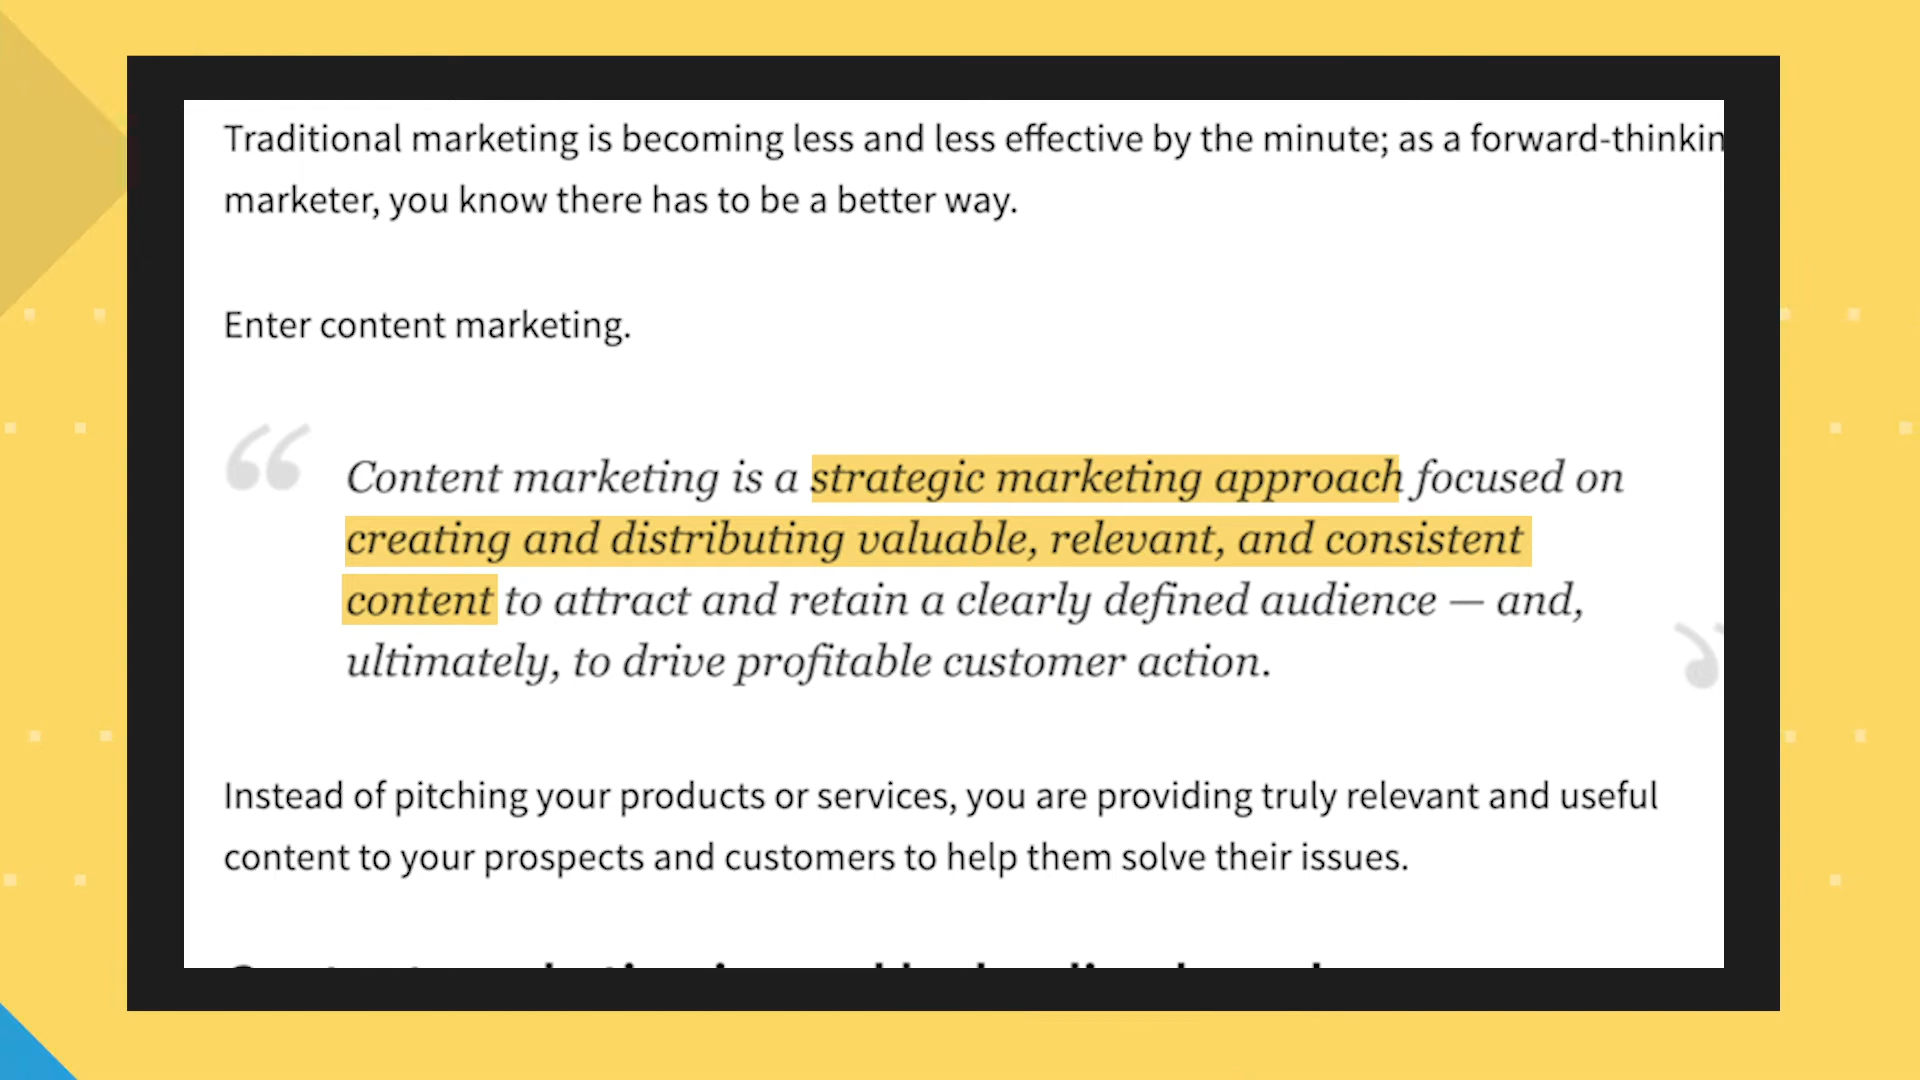 Traditional marketing is becoming less and less effective by the minute; as a forward-thinkin
marketer, you know there has to be a better way.
Enter content marketing.
“ Content marketing is a strategic marketing approach focused on
creating and distributing valuable, relevant, and consistent
content to attract and retain a clearly defined audience — and,
ultimately, to drive profitable customer action. ”
Instead of pitching your products or services, you are providing truly relevant and useful
content to your prospects and customers to help them solve their issues.